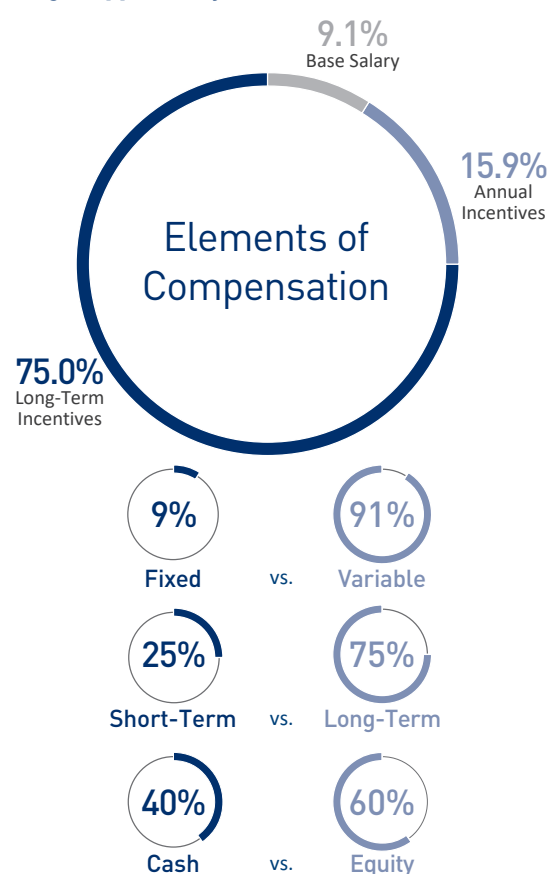 9.1%
Base Salary
15.9%
Annual
Incentives
Elements of
Compensation
75.0%
Long-Term
Incentives
9%
91%
Fixed vs. Variable
25%
75%
Short-Term vs. Long-Term
40%
60%
Cash vs. Equity